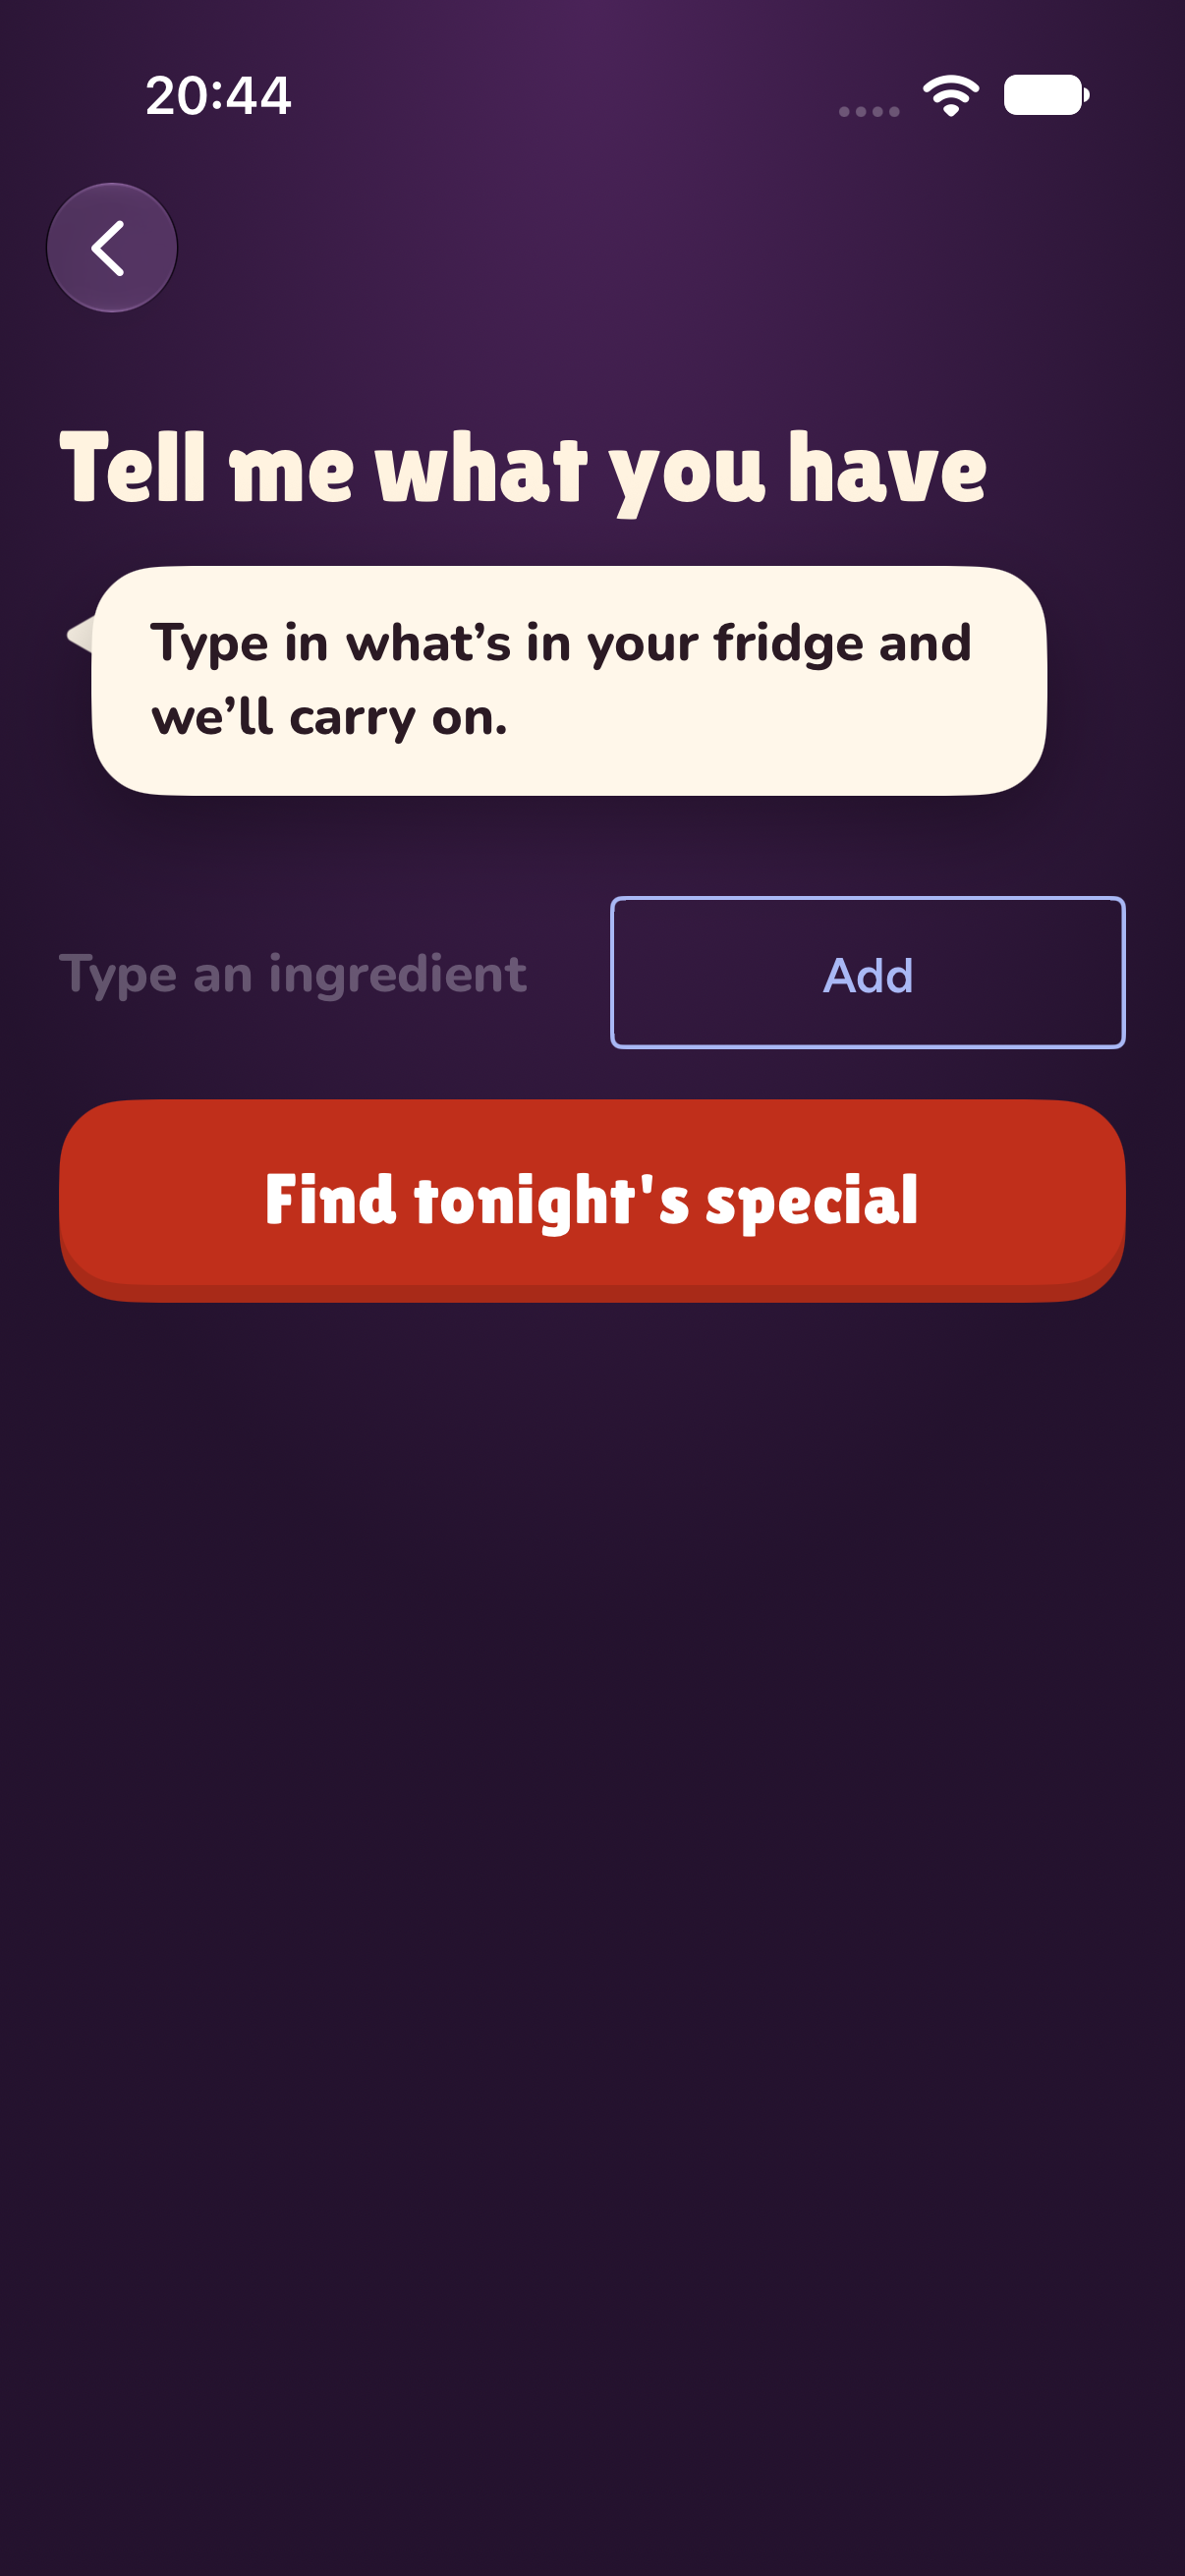 20:44
Tell me what you have
Type in what’s in your fridge and
we’ll carry on.
Type an ingredient
Add
Find tonight's special